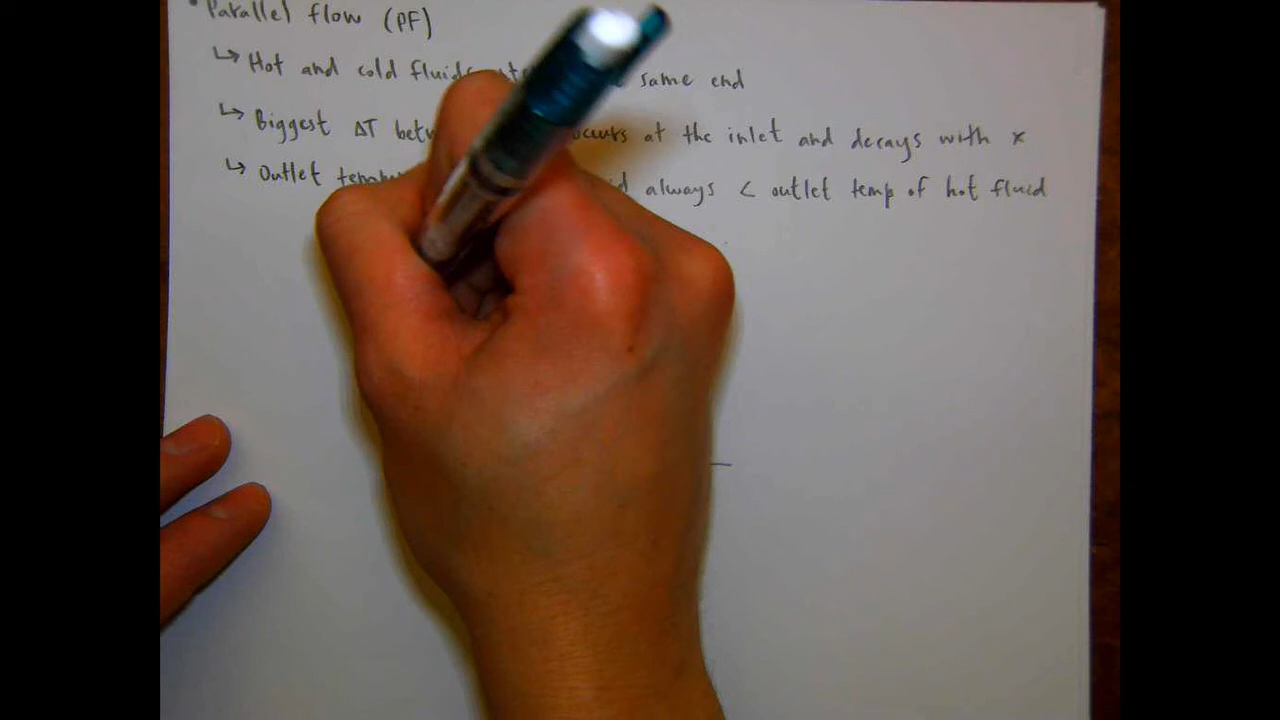 • Parallel flow (PF)
↳ Hot and cold fluids same end
↳ Biggest ΔT at the inlet and decays with x
↳ Outlet always < outlet temp of hot fluid